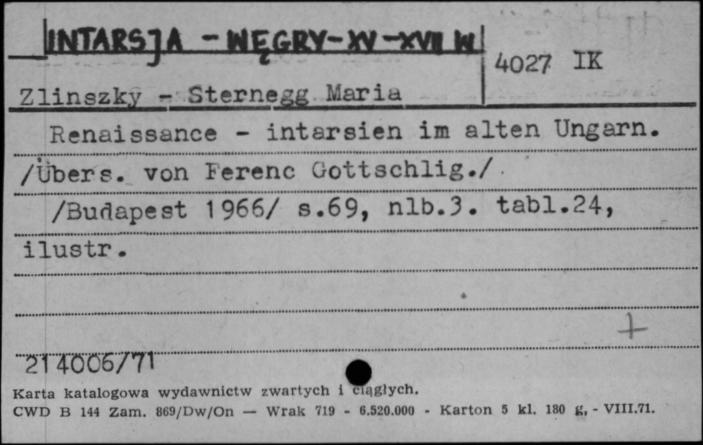 INTARSJA - WĘGRY - XV - XVII W
4027 IK
Zlinszky - Sternegg Maria
Renaissance - intarsien im alten Ungarn.
/Übers. von Ferenc Gottschlig./
/Budapest 1966/ s.69, nlb.3. tabl.24,
ilustr.
+
214006/71
Karta katalogowa wydawnictw zwartych i ciągłych.
CWD B 144 Zam. 869/Dw/On — Wrak 719 - 6.520.000 - Karton 5 kl. 180 g, - VIII.71.